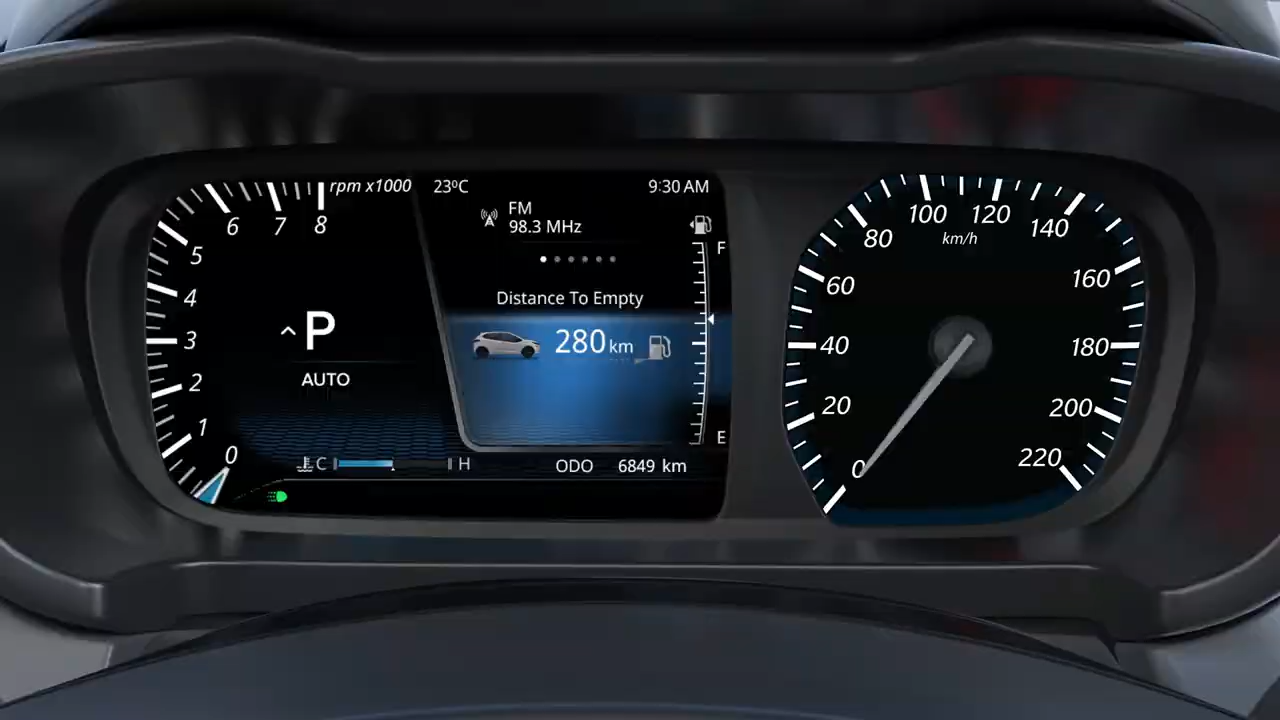 rpm x1000
0
1
2
3
4
5
6
7
8
23ºC
9:30 AM
FM
98.3 MHz
Distance To Empty
280 km
F
E
^ P
AUTO
C H
ODO 6849 km
0
20
40
60
80
100
120
140
160
180
200
220
km/h